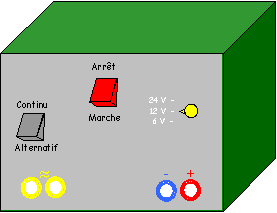 Arrêt
24 V -
Continu
12 V -
Marche
6 V -
Alternatif
≈
- +